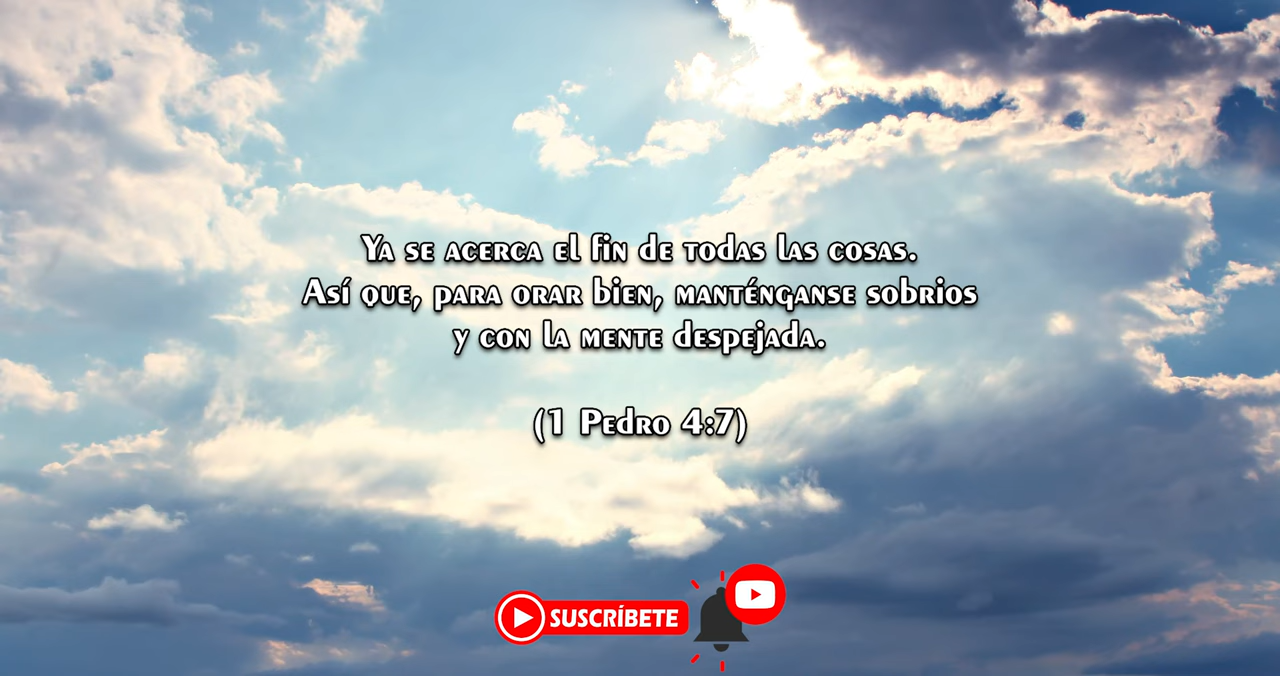 Ya se acerca el fin de todas las cosas.
Así que, para orar bien, manténganse sobrios
y con la mente despejada.
(1 Pedro 4:7)
SUSCRÍBETE